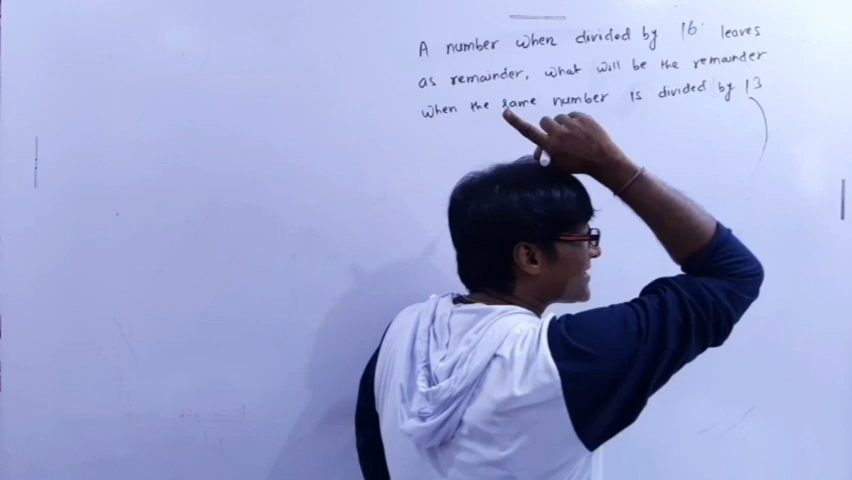 A number when divided by 16 leaves
as remainder, what will be the remainder
when the same number is divided by 13